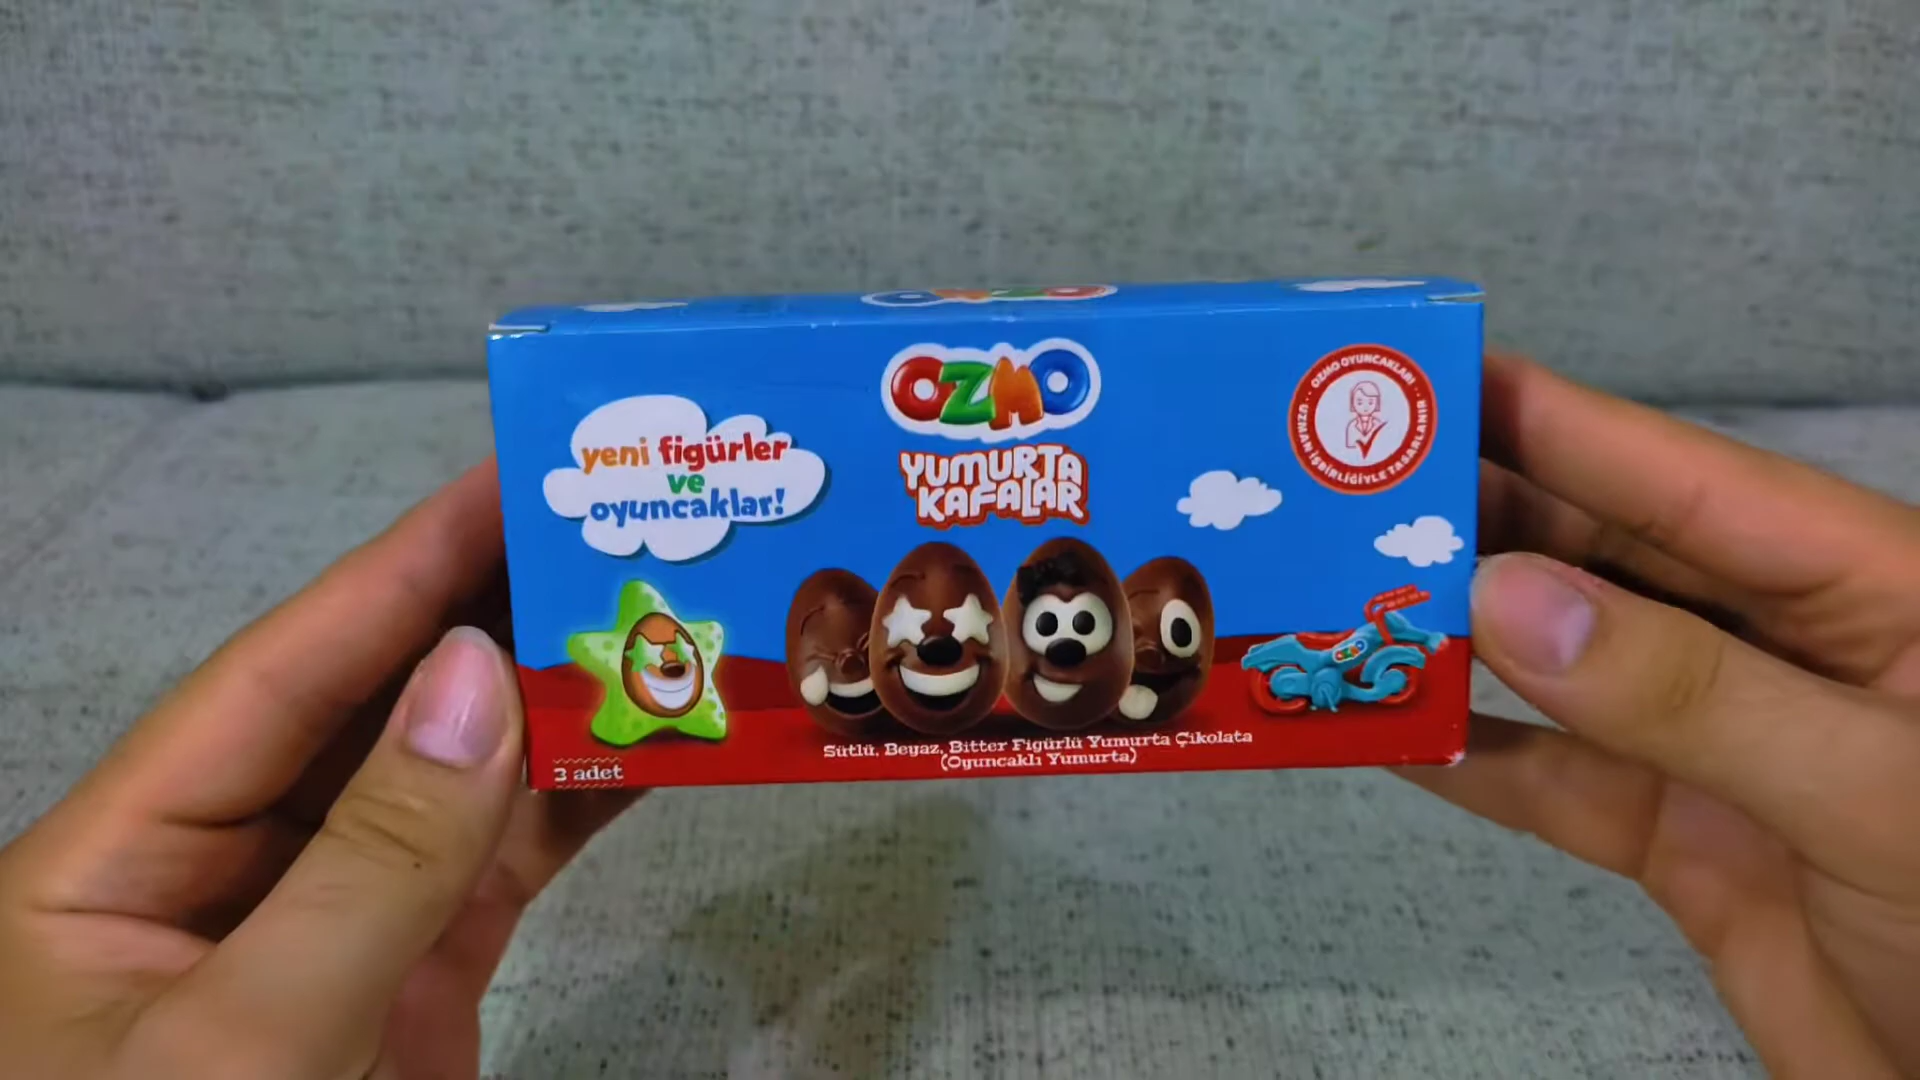 OZMO
YUMURTA
KAFALAR
yeni figürler
ve
oyuncaklar!
OZMO OYUNCAKLARI
UZMAN İŞBİRLİĞİYLE TASARLANIR
OZMO
Sütlü, Beyaz, Bitter Figürlü Yumurta Çikolata
(Oyuncaklı Yumurta)
3 adet